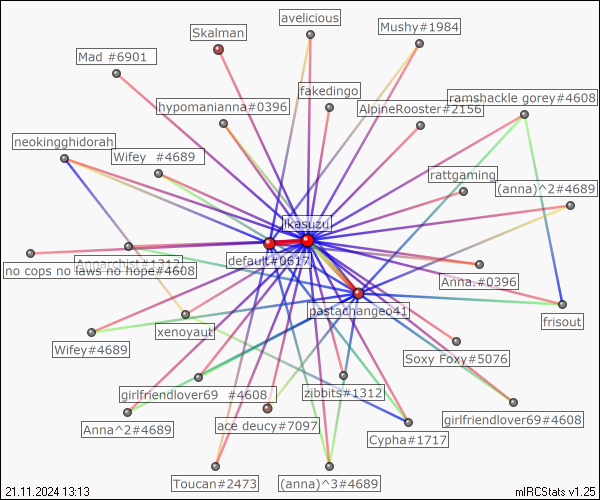 avelicious
Mushy#1984
Skalman
Mad #6901
fakedingo
ramshackle gorey#4608
hypomanianna#0396
AlpineRooster#2156
neokingghidorah
Wifey  #4689
rattgaming
(anna)^2#4689
ikasuzu
default#0617
no cops no laws no hope#4608
Anna.#0396
pastachangeo41
frisout
xenoyaut
Wifey#4689
Soxy Foxy#5076
girlfriendlover69  #4608
zibbits#1312
girlfriendlover69#4608
Anna^2#4689
ace deucy#7097
Cypha#1717
Toucan#2473
(anna)^3#4689
21.11.2024 13:13
mIRCStats v1.25